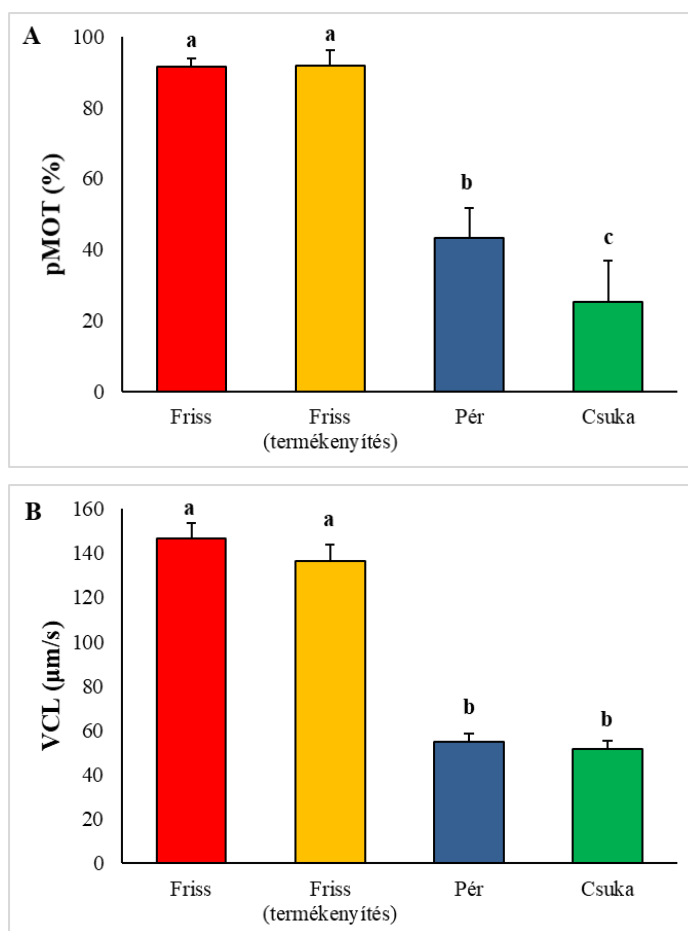 A
pMOT (%)
100
80
60
40
20
0
a
a
b
c
Friss
Friss
(termékenyítés)
Pér
Csuka
B
VCL (µm/s)
160
140
120
100
80
60
40
20
0
a
a
b
b
Friss
Friss
(termékenyítés)
Pér
Csuka